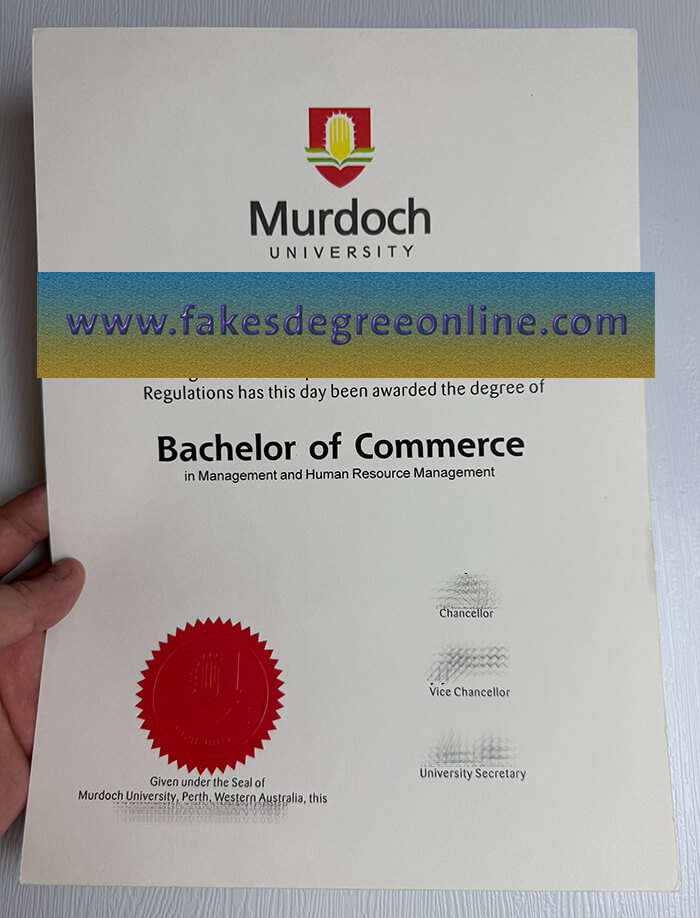 Murdoch
UNIVERSITY
www.fakesdegreeonline.com
Regulations has this day been awarded the degree of
Bachelor of Commerce
in Management and Human Resource Management
Chancellor
Vice Chancellor
University Secretary
Given under the Seal of
Murdoch University, Perth, Western Australia, this